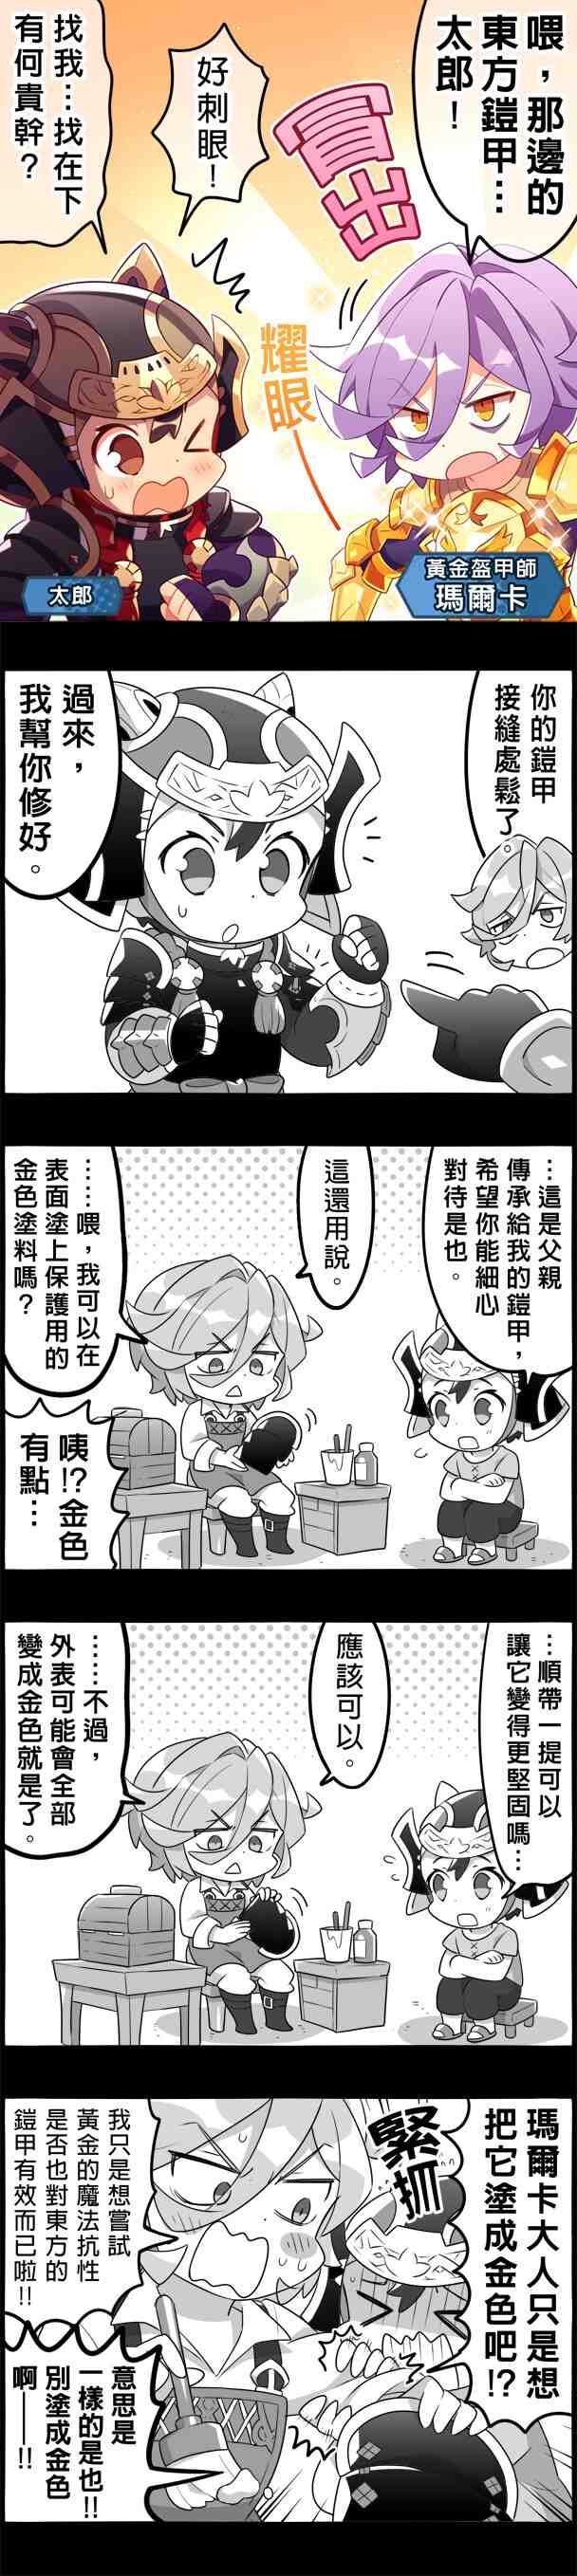 喂，那邊的
東方鎧甲…
太郎！
冒出
好刺眼！
找我…找在下
有何貴幹？
耀眼
太郎
黃金盔甲師
瑪爾卡
你的鎧甲
接縫處鬆了。
過來，
我幫你修好。
…這是父親
傳承給我的鎧甲，
希望你能細心
對待是也。
這還用說。
……喂，我可以在
表面塗上保護用的
金色塗料嗎？
咦!?金色
有點…
…順帶一提可以
讓它變得更堅固嗎…
應該可以。
……不過，
外表可能會全部
變成金色就是了。
瑪爾卡大人只是想
把它塗成金色吧!?
緊抓
我只是想嘗試
黃金的魔法抗性
是否也對東方的
鎧甲有效而已啦!!
意思是
一樣的是也!!
別塗成金色
啊——!!